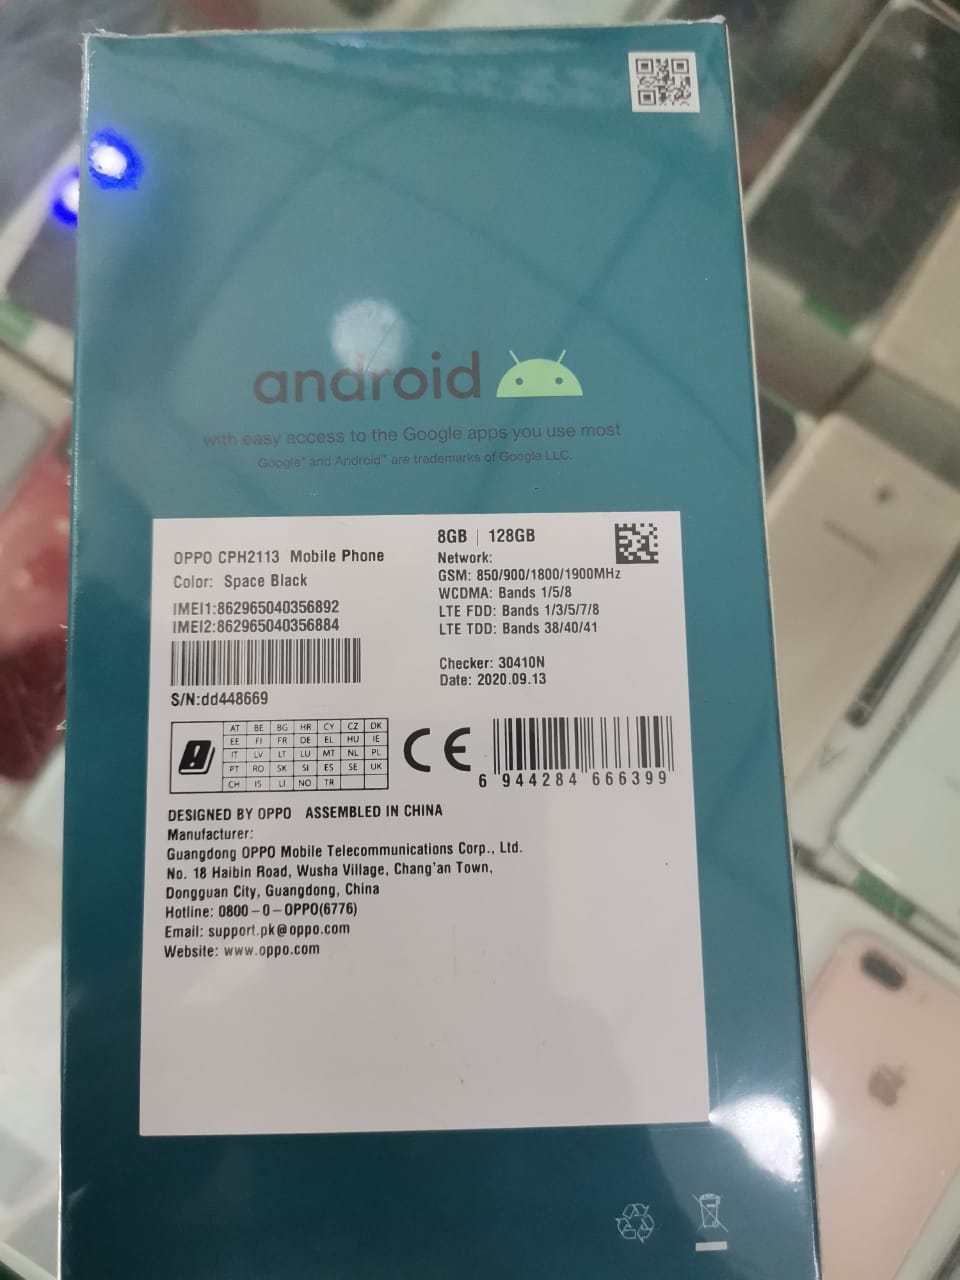 android
with easy access to the Google apps you use most
Google® and Android™ are trademarks of Google LLC.
OPPO CPH2113 Mobile Phone
Color: Space Black
IMEI1:862965040356892
IMEI2:862965040356884
S/N:dd448669
8GB | 128GB
Network:
GSM: 850/900/1800/1900MHz
WCDMA: Bands 1/5/8
LTE FDD: Bands 1/3/5/7/8
LTE TDD: Bands 38/40/41
Checker: 30410N
Date: 2020.09.13
AT BE BG HR CY CZ DK
EE FI FR DE EL HU IE
IT LV LT LU MT NL PL
PT RO SK SI ES SE UK
CH IS LI NO TR
CE
6 944284 666399
DESIGNED BY OPPO ASSEMBLED IN CHINA
Manufacturer:
Guangdong OPPO Mobile Telecommunications Corp., Ltd.
No. 18 Haibin Road, Wusha Village, Chang'an Town,
Dongguan City, Guangdong, China
Hotline: 0800-0-OPPO(6776)
Email: support.pk@oppo.com
Website: www.oppo.com